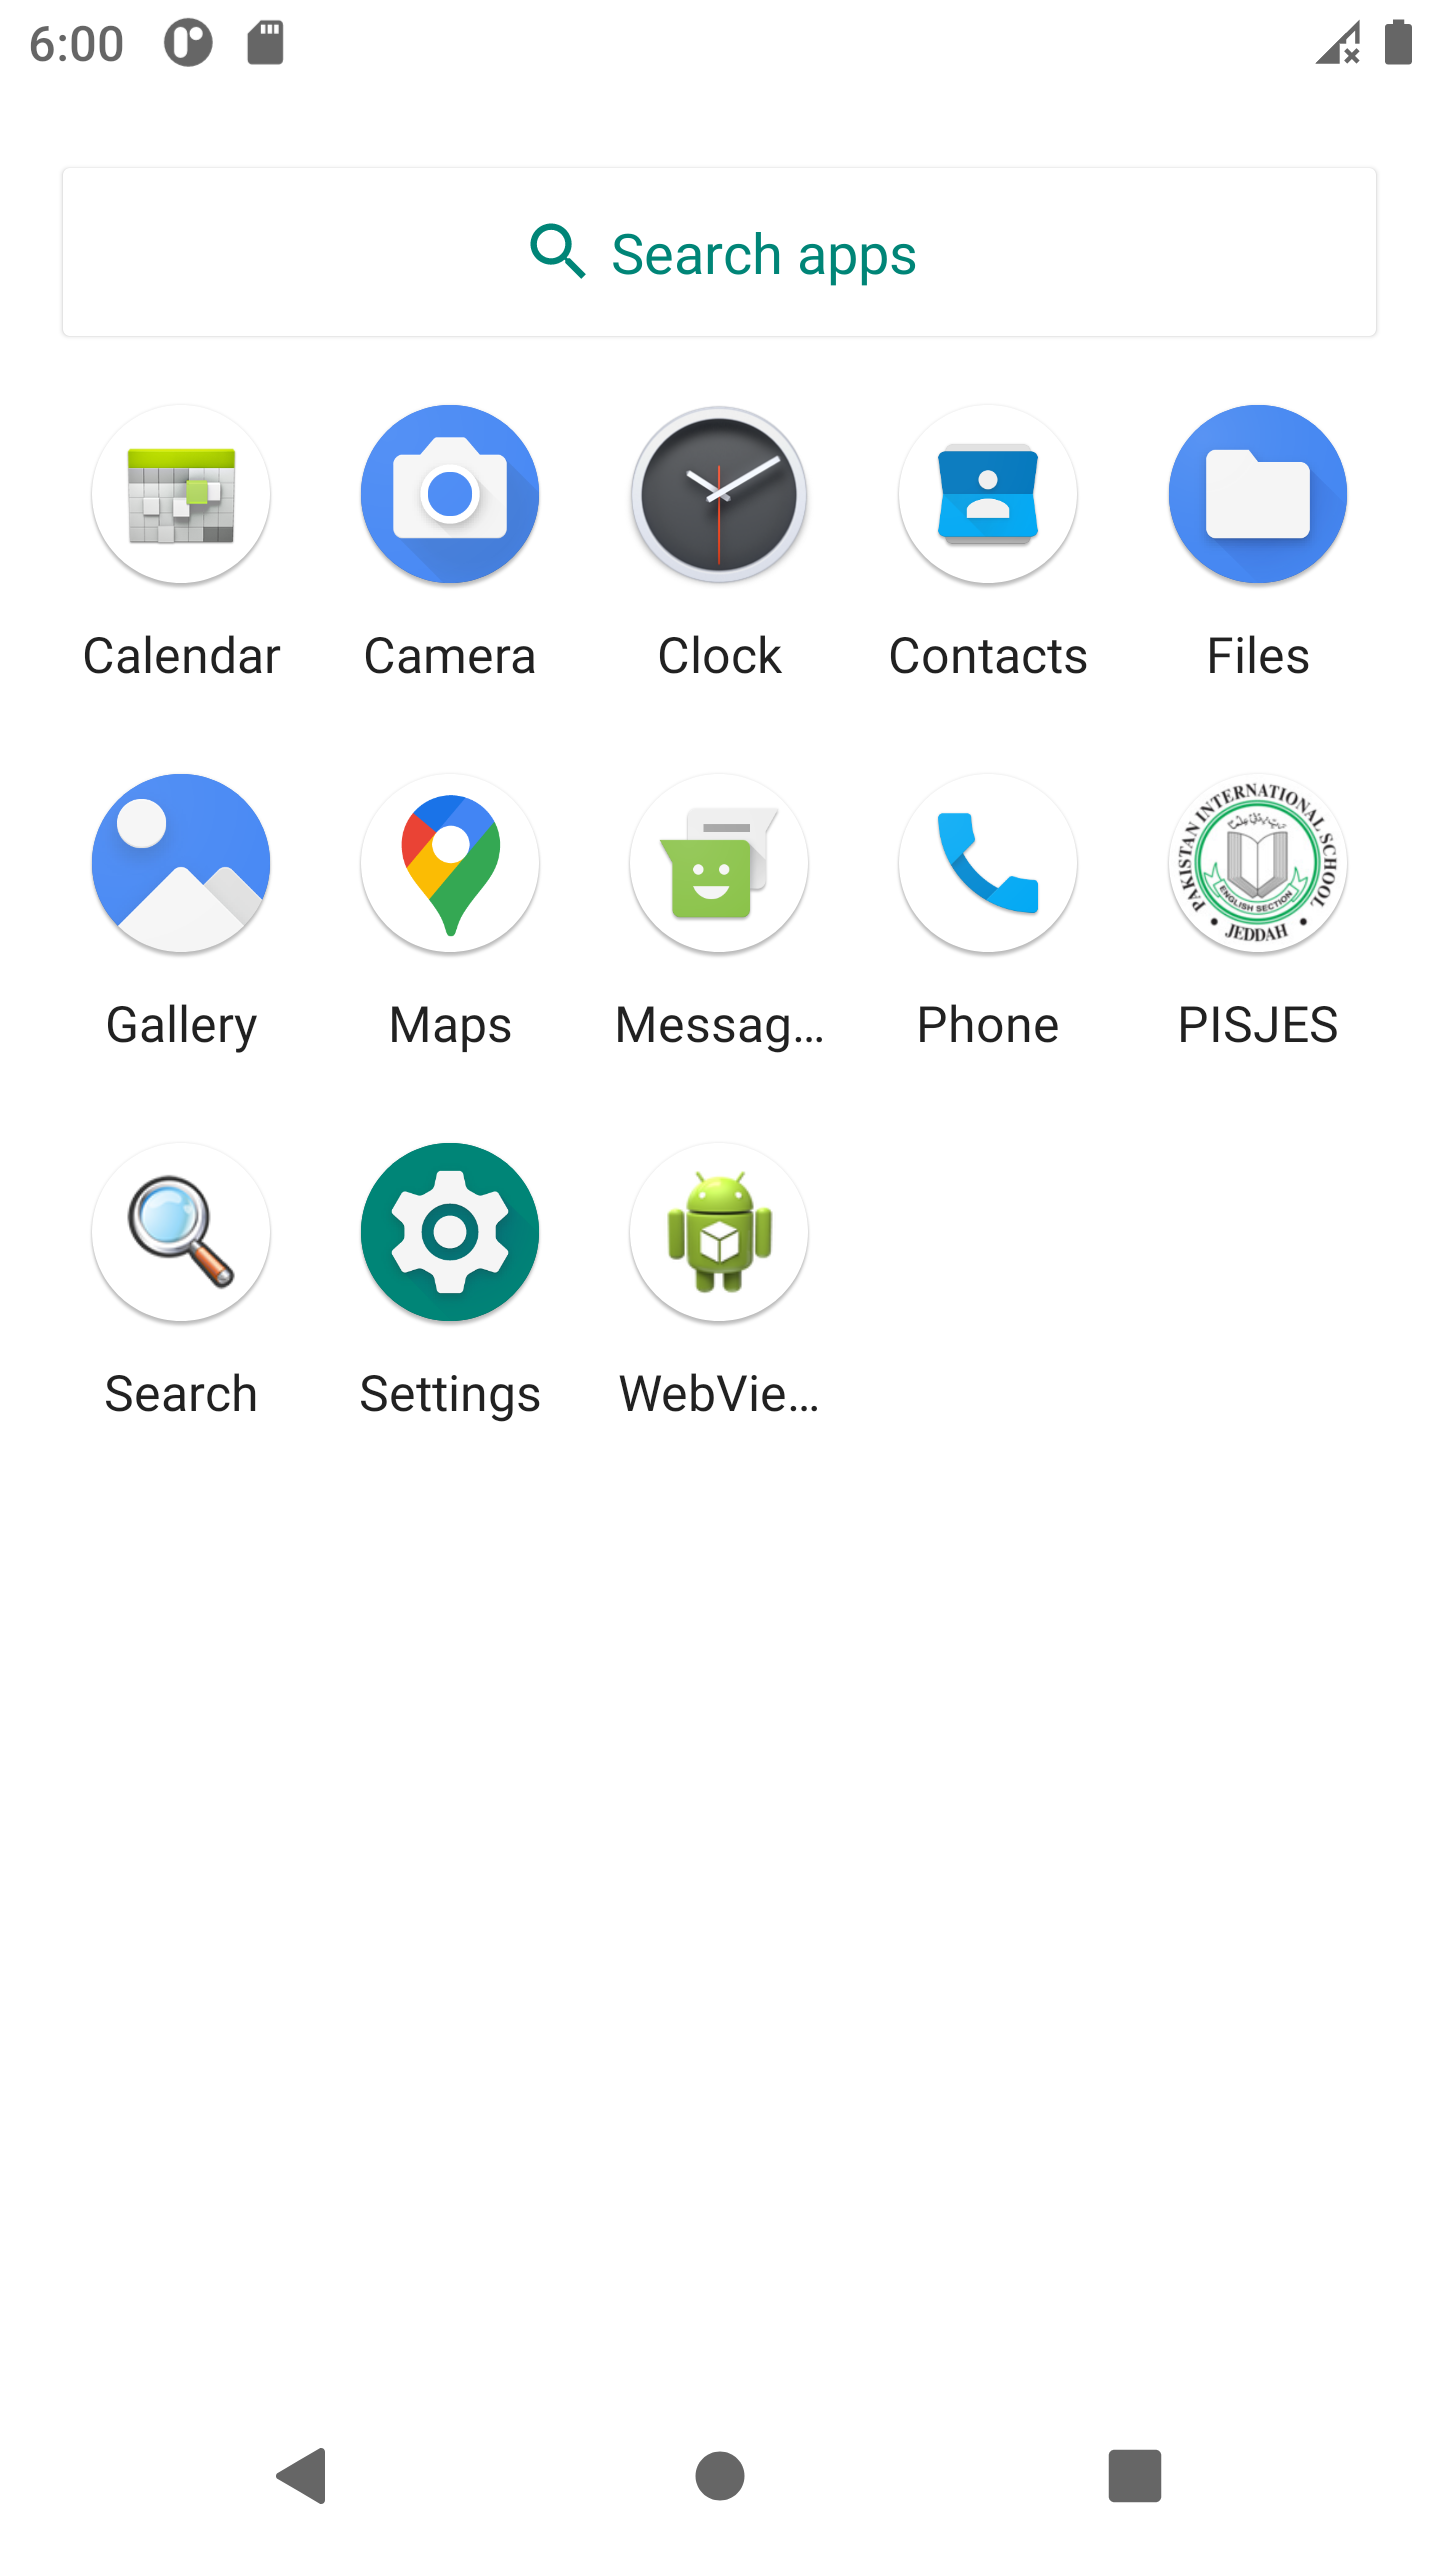 6:00
Search apps
Calendar
Camera
Clock
Contacts
Files
PAKISTAN INTERNATIONAL SCHOOL
ENGLISH SECTION
• JEDDAH •
Gallery
Maps
Messag…
Phone
PISJES
Search
Settings
WebVie…